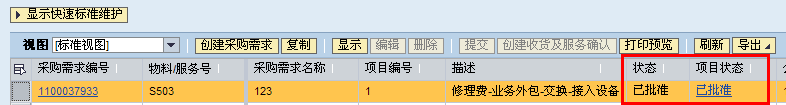 显示快速标准维护
视图 [标准视图] 创建采购需求 复制 显示 编辑 删除 提交 创建收货及服务确认 打印预览 刷新 导出
采购需求编号 物料/服务号 采购需求名称 项目编号 描述 状态 项目状态
1100037933 S503 123 1 修理费-业务外包-交换-接入设备 已批准 已批准